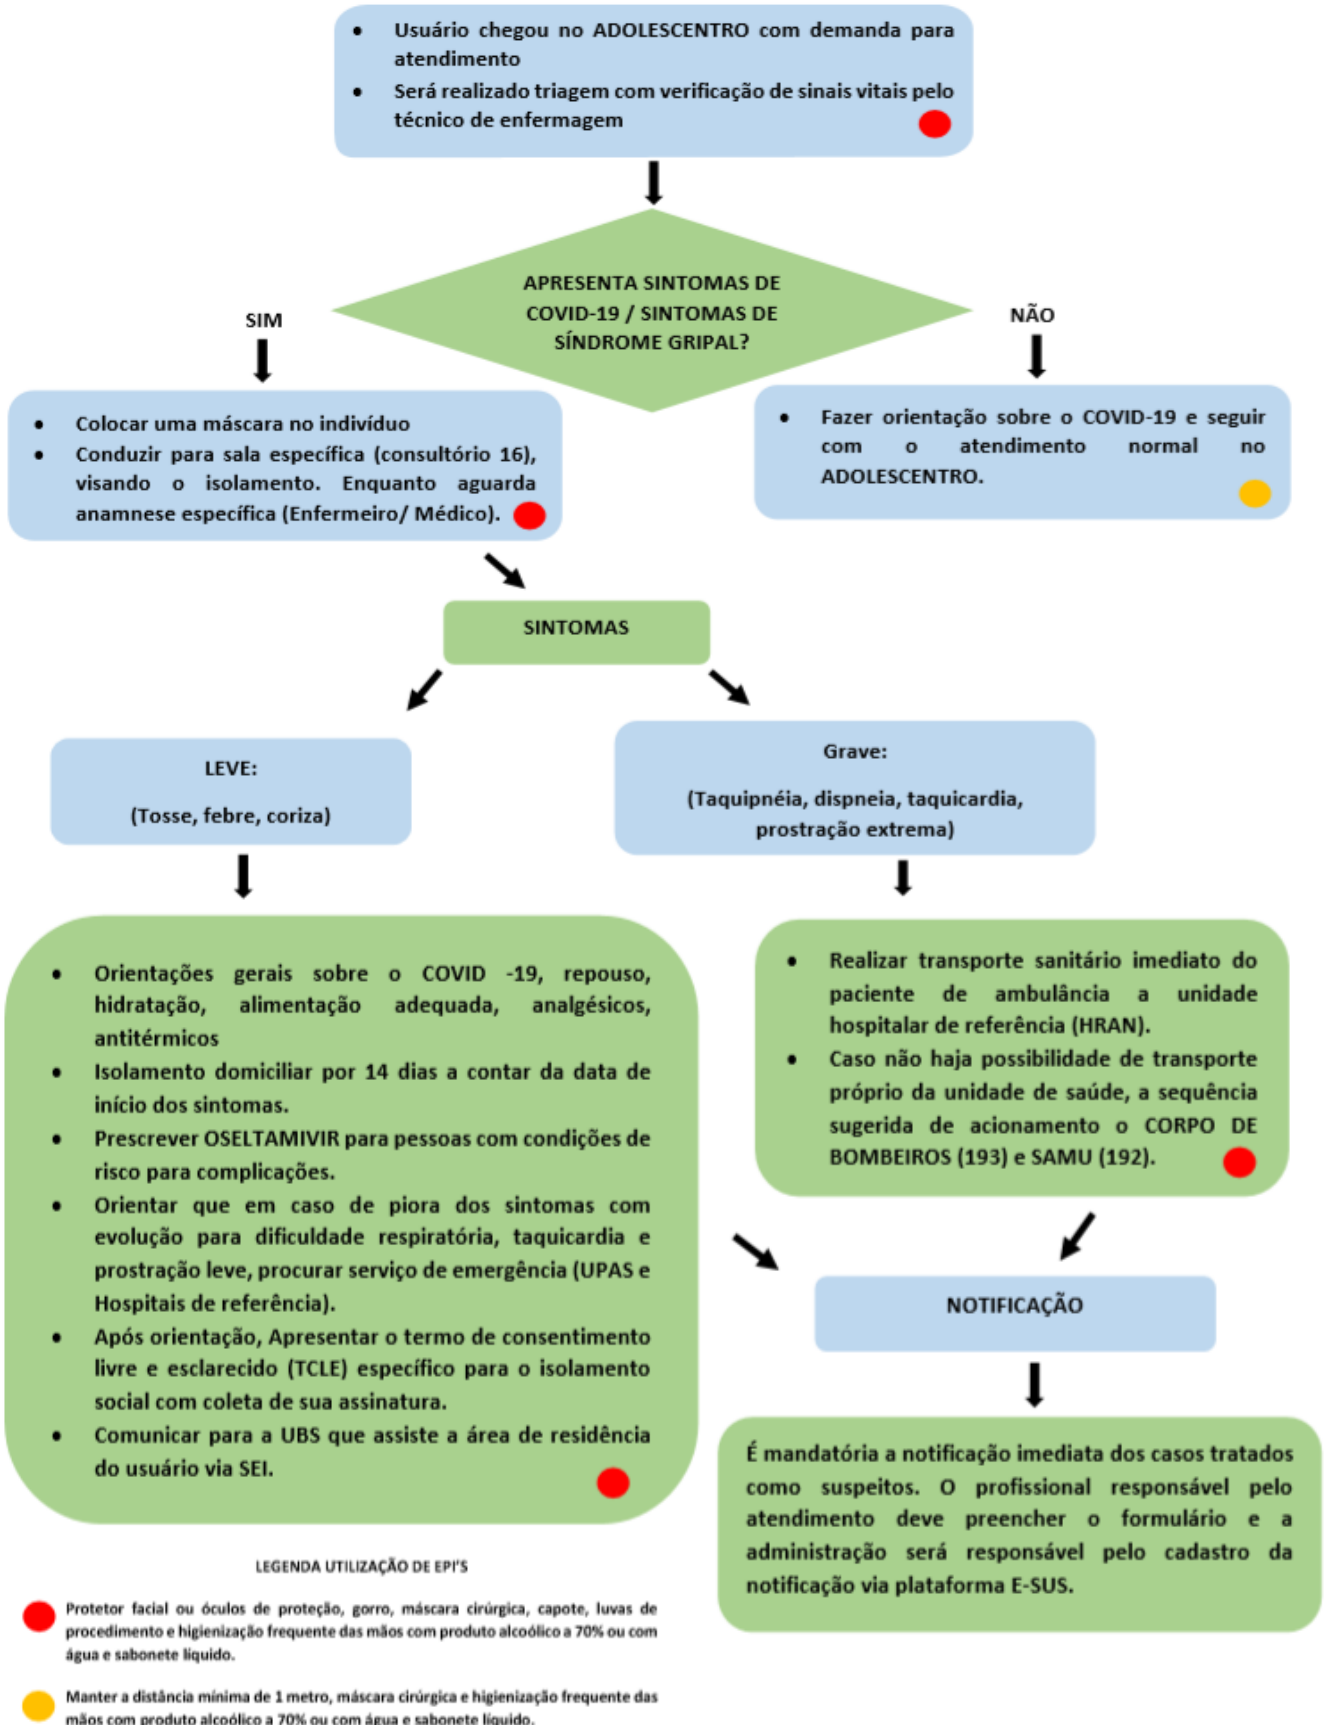 • Usuário chegou no ADOLESCENTRO com demanda para
atendimento
• Será realizado triagem com verificação de sinais vitais pelo
técnico de enfermagem
APRESENTA SINTOMAS DE
COVID-19 / SINTOMAS DE
SÍNDROME GRIPAL?
SIM
NÃO
• Colocar uma máscara no indivíduo
• Conduzir para sala específica (consultório 16),
visando o isolamento. Enquanto aguarda
anamnese específica (Enfermeiro/ Médico).
• Fazer orientação sobre o COVID-19 e seguir
com o atendimento normal no
ADOLESCENTRO.
SINTOMAS
LEVE:
(Tosse, febre, coriza)
Grave:
(Taquipnéia, dispneia, taquicardia,
prostração extrema)
• Orientações gerais sobre o COVID -19, repouso,
hidratação, alimentação adequada, analgésicos,
antitérmicos
• Isolamento domiciliar por 14 dias a contar da data de
início dos sintomas.
• Prescrever OSELTAMIVIR para pessoas com condições de
risco para complicações.
• Orientar que em caso de piora dos sintomas com
evolução para dificuldade respiratória, taquicardia e
prostração leve, procurar serviço de emergência (UPAS e
Hospitais de referência).
• Após orientação, Apresentar o termo de consentimento
livre e esclarecido (TCLE) específico para o isolamento
social com coleta de sua assinatura.
• Comunicar para a UBS que assiste a área de residência
do usuário via SEI.
• Realizar transporte sanitário imediato do
paciente de ambulância a unidade
hospitalar de referência (HRAN).
• Caso não haja possibilidade de transporte
próprio da unidade de saúde, a sequência
sugerida de acionamento o CORPO DE
BOMBEIROS (193) e SAMU (192).
NOTIFICAÇÃO
É mandatória a notificação imediata dos casos tratados
como suspeitos. O profissional responsável pelo
atendimento deve preencher o formulário e a
administração será responsável pelo cadastro da
notificação via plataforma E-SUS.
LEGENDA UTILIZAÇÃO DE EPI'S
Protetor facial ou óculos de proteção, gorro, máscara cirúrgica, capote, luvas de
procedimento e higienização frequente das mãos com produto alcoólico a 70% ou com
água e sabonete líquido.
Manter a distância mínima de 1 metro, máscara cirúrgica e higienização frequente das
mãos com produto alcoólico a 70% ou com água e sabonete líquido.